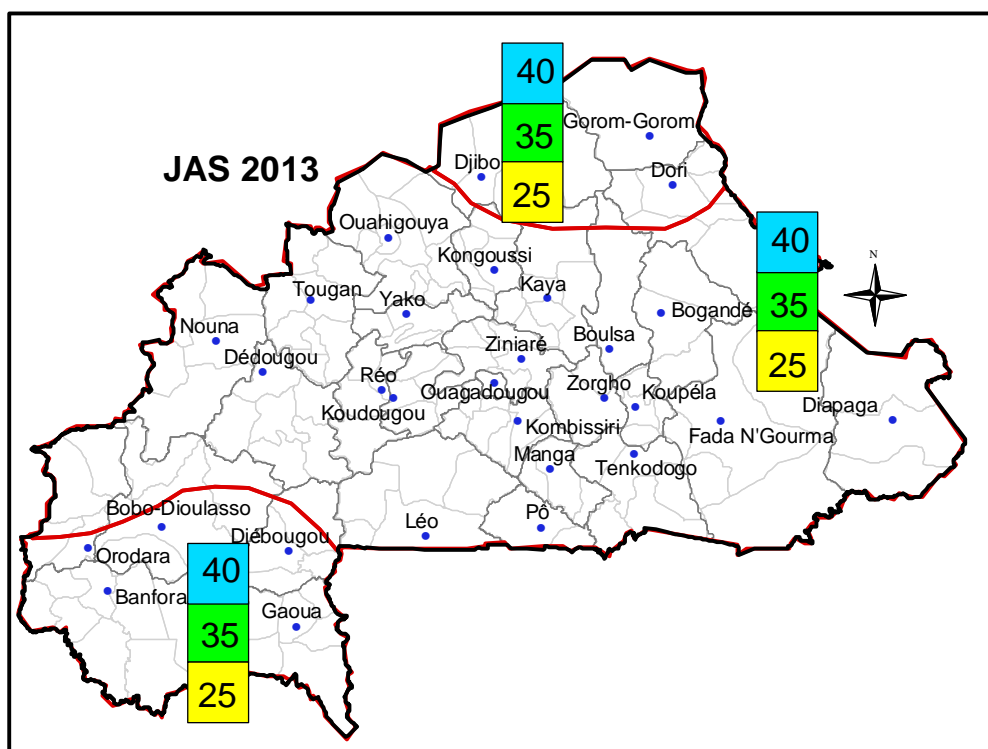 40
Gorom-Gorom
35
JAS 2013
Djibo
Dori
25
Ouahigouya
40
N
Kongoussi
Kaya
Tougan
Yako
Bogandé
35
Nouna
Boulsa
Ziniaré
25
Dédougou
Réo
Ouagadougou
Zorgho
Koupéla
Koudougou
Kombissiri
Fada N'Gourma
Diapaga
Manga
Tenkodogo
Bobo-Dioulasso
Diébougou
Léo
Pô
Orodara
40
Banfora
Gaoua
35
25